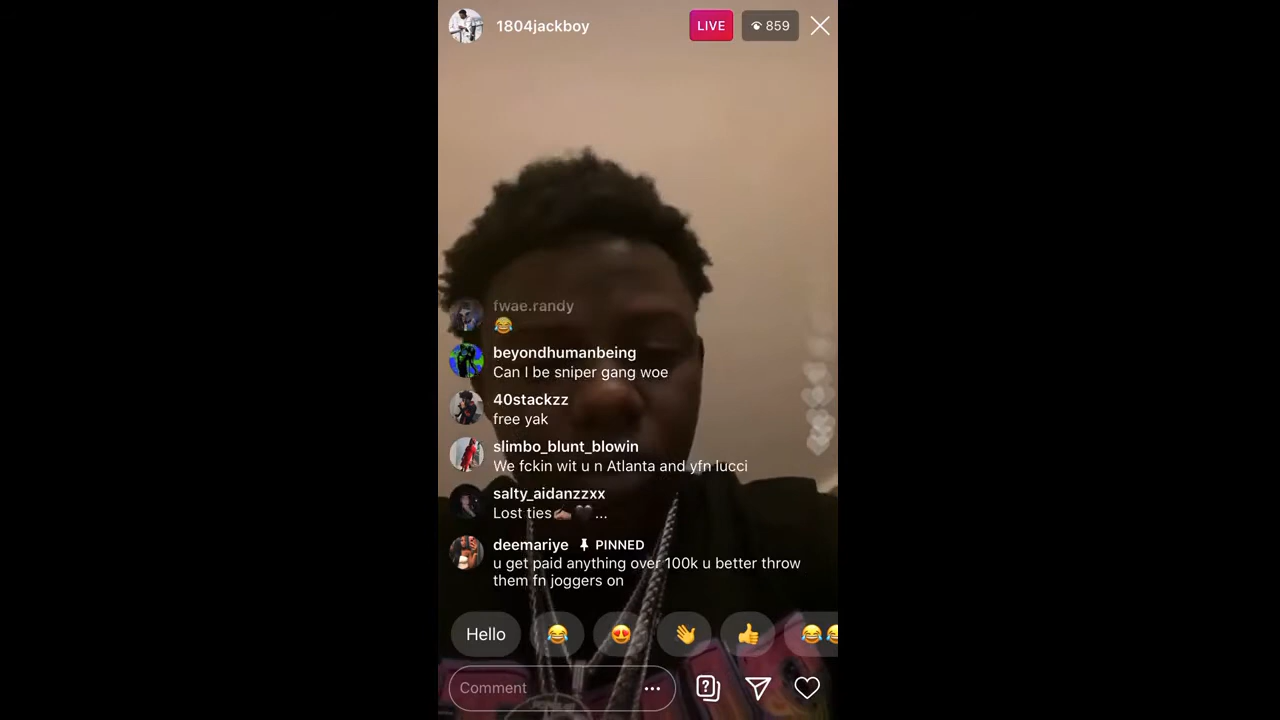 1804jackboy
LIVE
859
fwae.randy
😂
beyondhumanbeing
Can I be sniper gang woe
40stackzz
free yak
slimbo_blunt_blowin
We fckin wit u n Atlanta and yfn lucci
salty_aidanzzxx
Lost ties✍🏼🖤...
deemariye PINNED
u get paid anything over 100k u better throw
them fn joggers on
Hello 😂 😍 👋 👍 😂😂
Comment